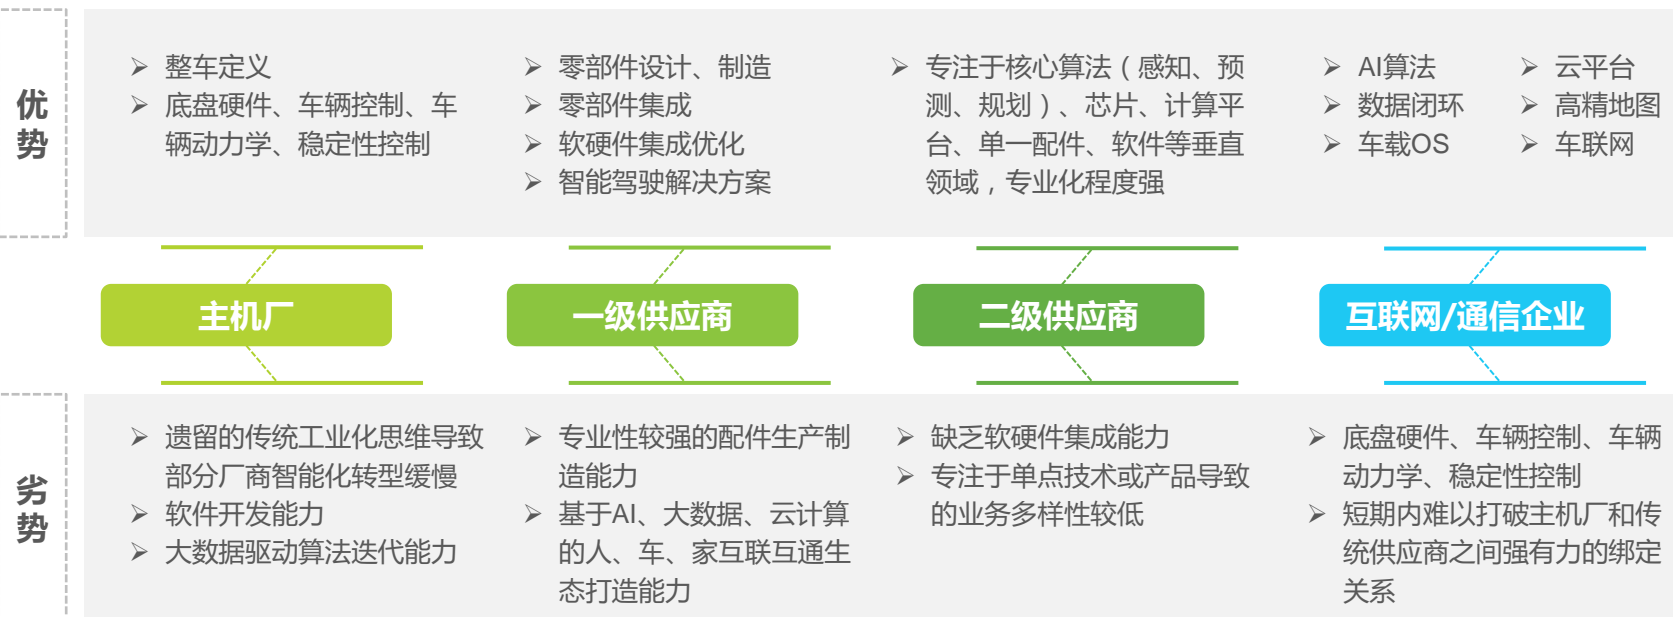 优
势
整车定义
底盘硬件、车辆控制、车
辆动力学、稳定性控制
零部件设计、制造
零部件集成
软硬件集成优化
智能驾驶解决方案
专注于核心算法（感知、预
测、规划）、芯片、计算平
台、单一配件、软件等垂直
领域，专业化程度强
AI算法
数据闭环
车载OS
云平台
高精地图
车联网
主机厂
一级供应商
二级供应商
互联网/通信企业
劣
势
遗留的传统工业化思维导致
部分厂商智能化转型缓慢
软件开发能力
大数据驱动算法迭代能力
专业性较强的配件生产制
造能力
基于AI、大数据、云计算
的人、车、家互联互通生
态打造能力
缺乏软硬件集成能力
专注于单点技术或产品导致
的业务多样性较低
底盘硬件、车辆控制、车辆
动力学、稳定性控制
短期内难以打破主机厂和传
统供应商之间强有力的绑定
关系